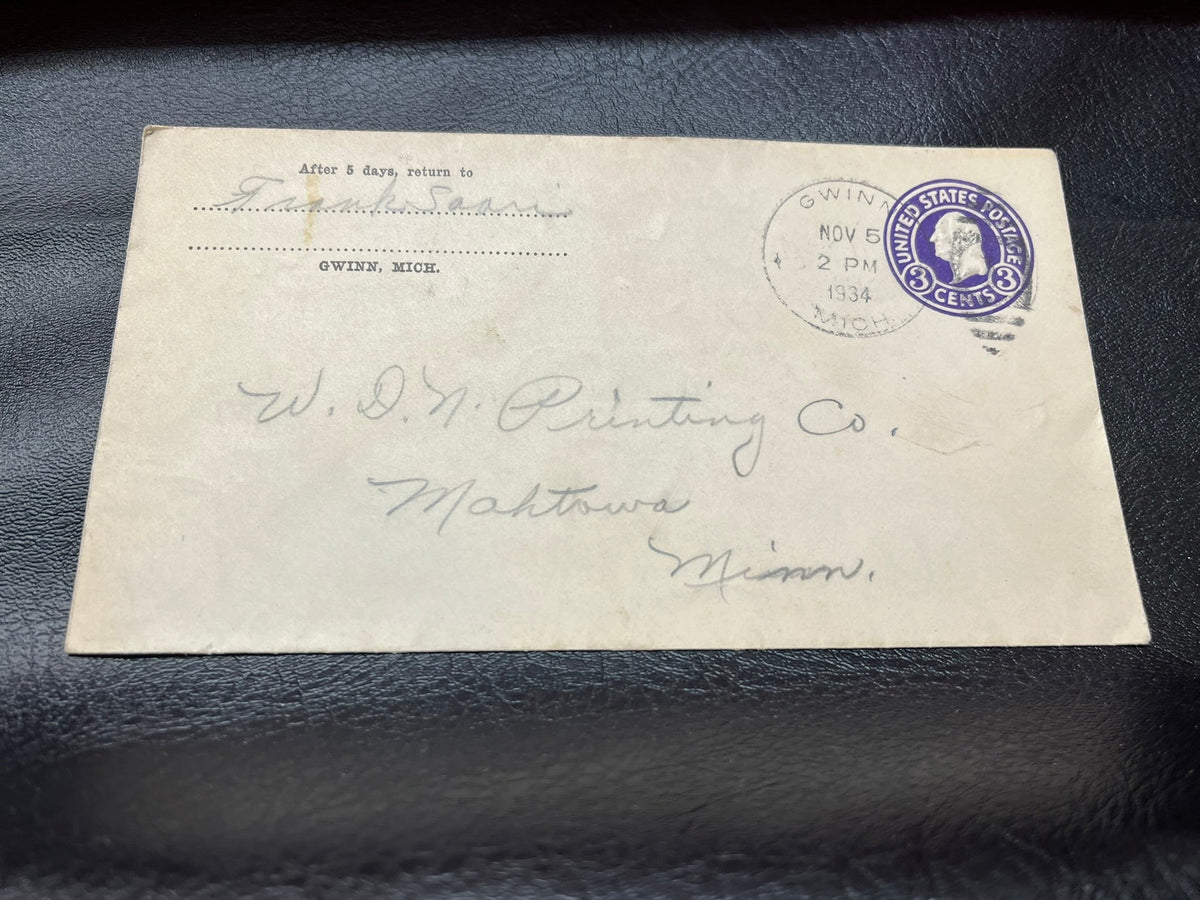 After 5 days, return to
Frank Saari
GWINN, MICH.
GWINN
NOV 5
2 PM
1934
MICH.
UNITED STATES POSTAGE
3 CENTS 3
W. D. N. Printing Co.
Mahtowa
Minn.